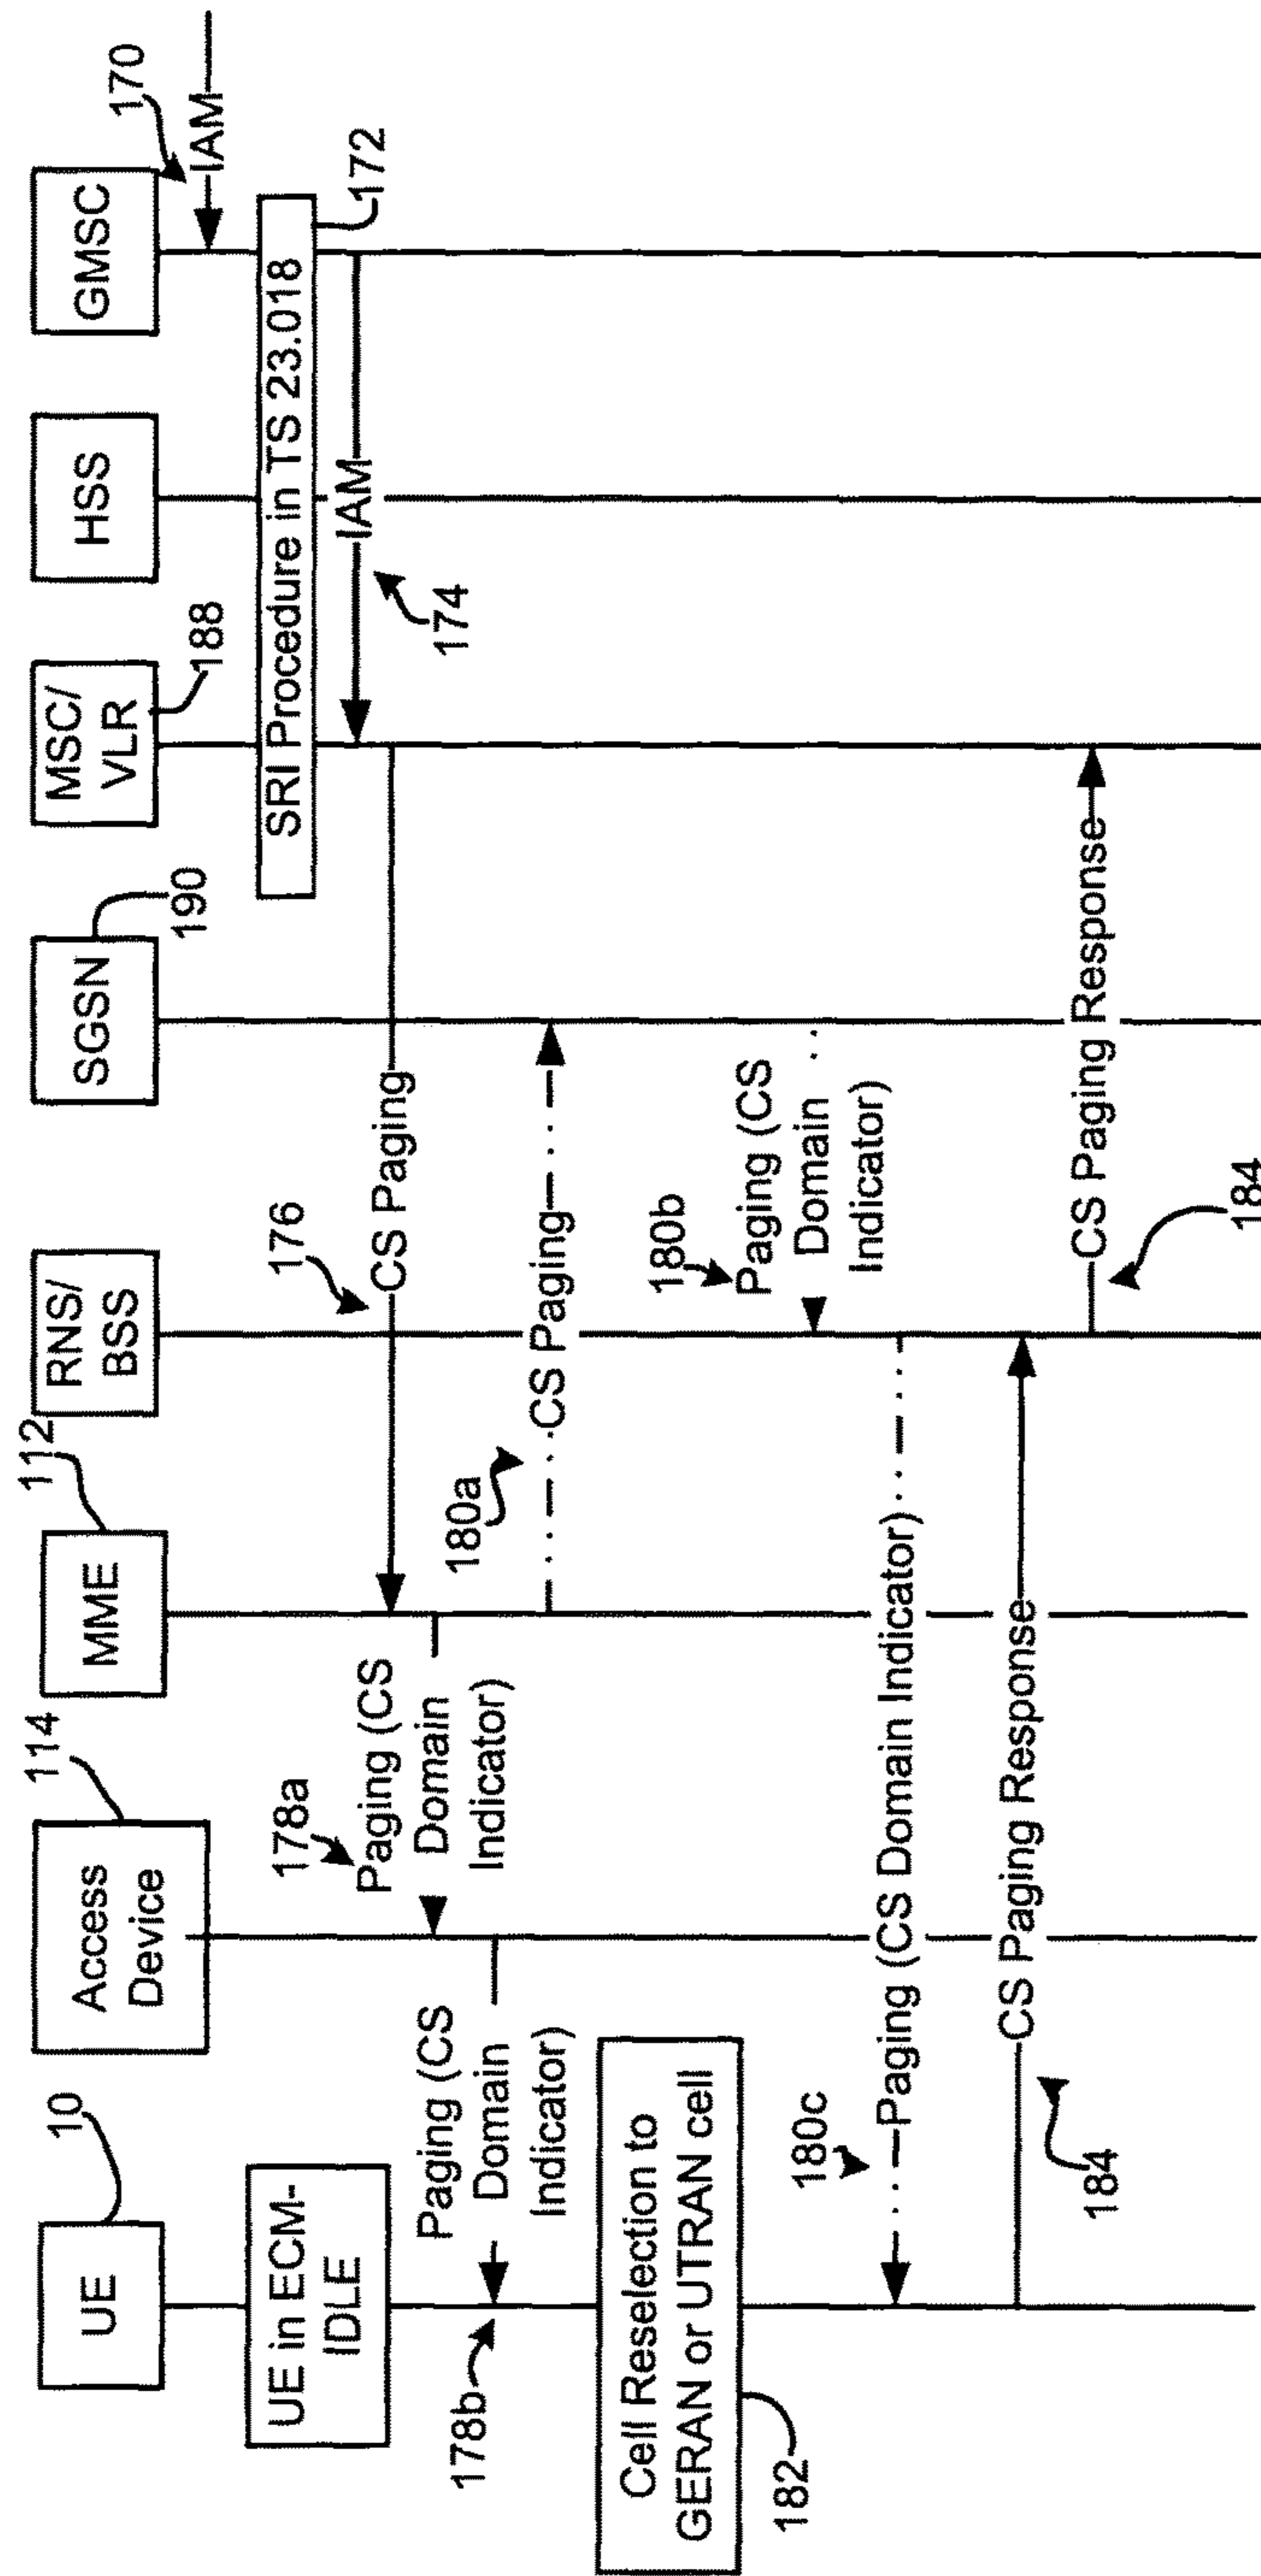 UE
10
Access
Device
114
MME
112
RNS/
BSS
SGSN
190
MSC/
VLR
188
HSS
GMSC
170
IAM
UE in ECM-
IDLE
SRI Procedure in TS 23.018
172
IAM
174
176
CS Paging
178a
Paging (CS
Domain
Indicator)
178b
Paging (CS
Domain
Indicator)
180a
CS Paging
Cell Reselection to
GERAN or UTRAN cell
182
180b
Paging (CS
Domain
Indicator)
180c
Paging (CS Domain Indicator)
184
CS Paging Response
CS Paging Response
184